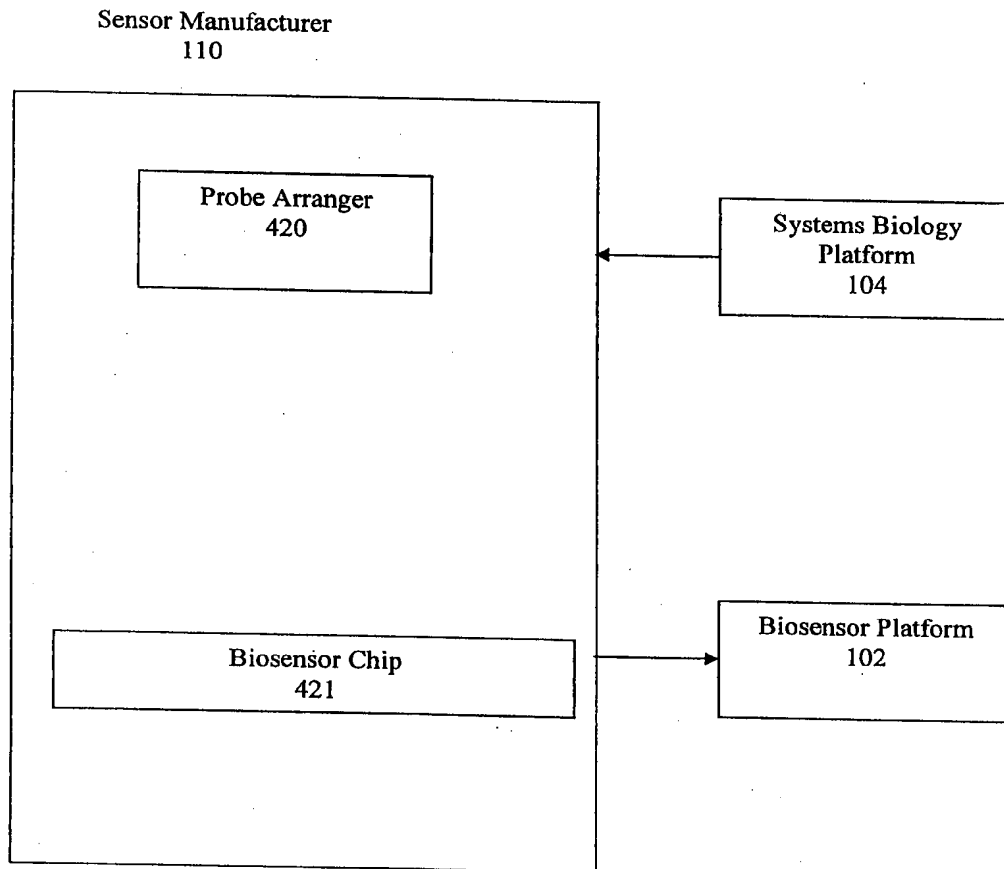 Sensor Manufacturer
110
Probe Arranger
420
Systems Biology
Platform
104
Biosensor Platform
102
Biosensor Chip
421